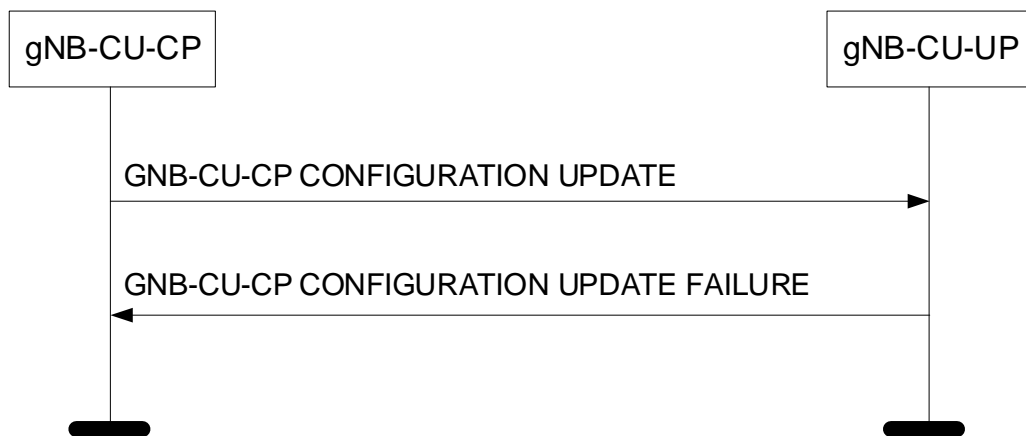 gNB-CU-CP
gNB-CU-UP
GNB-CU-CP CONFIGURATION UPDATE
GNB-CU-CP CONFIGURATION UPDATE FAILURE